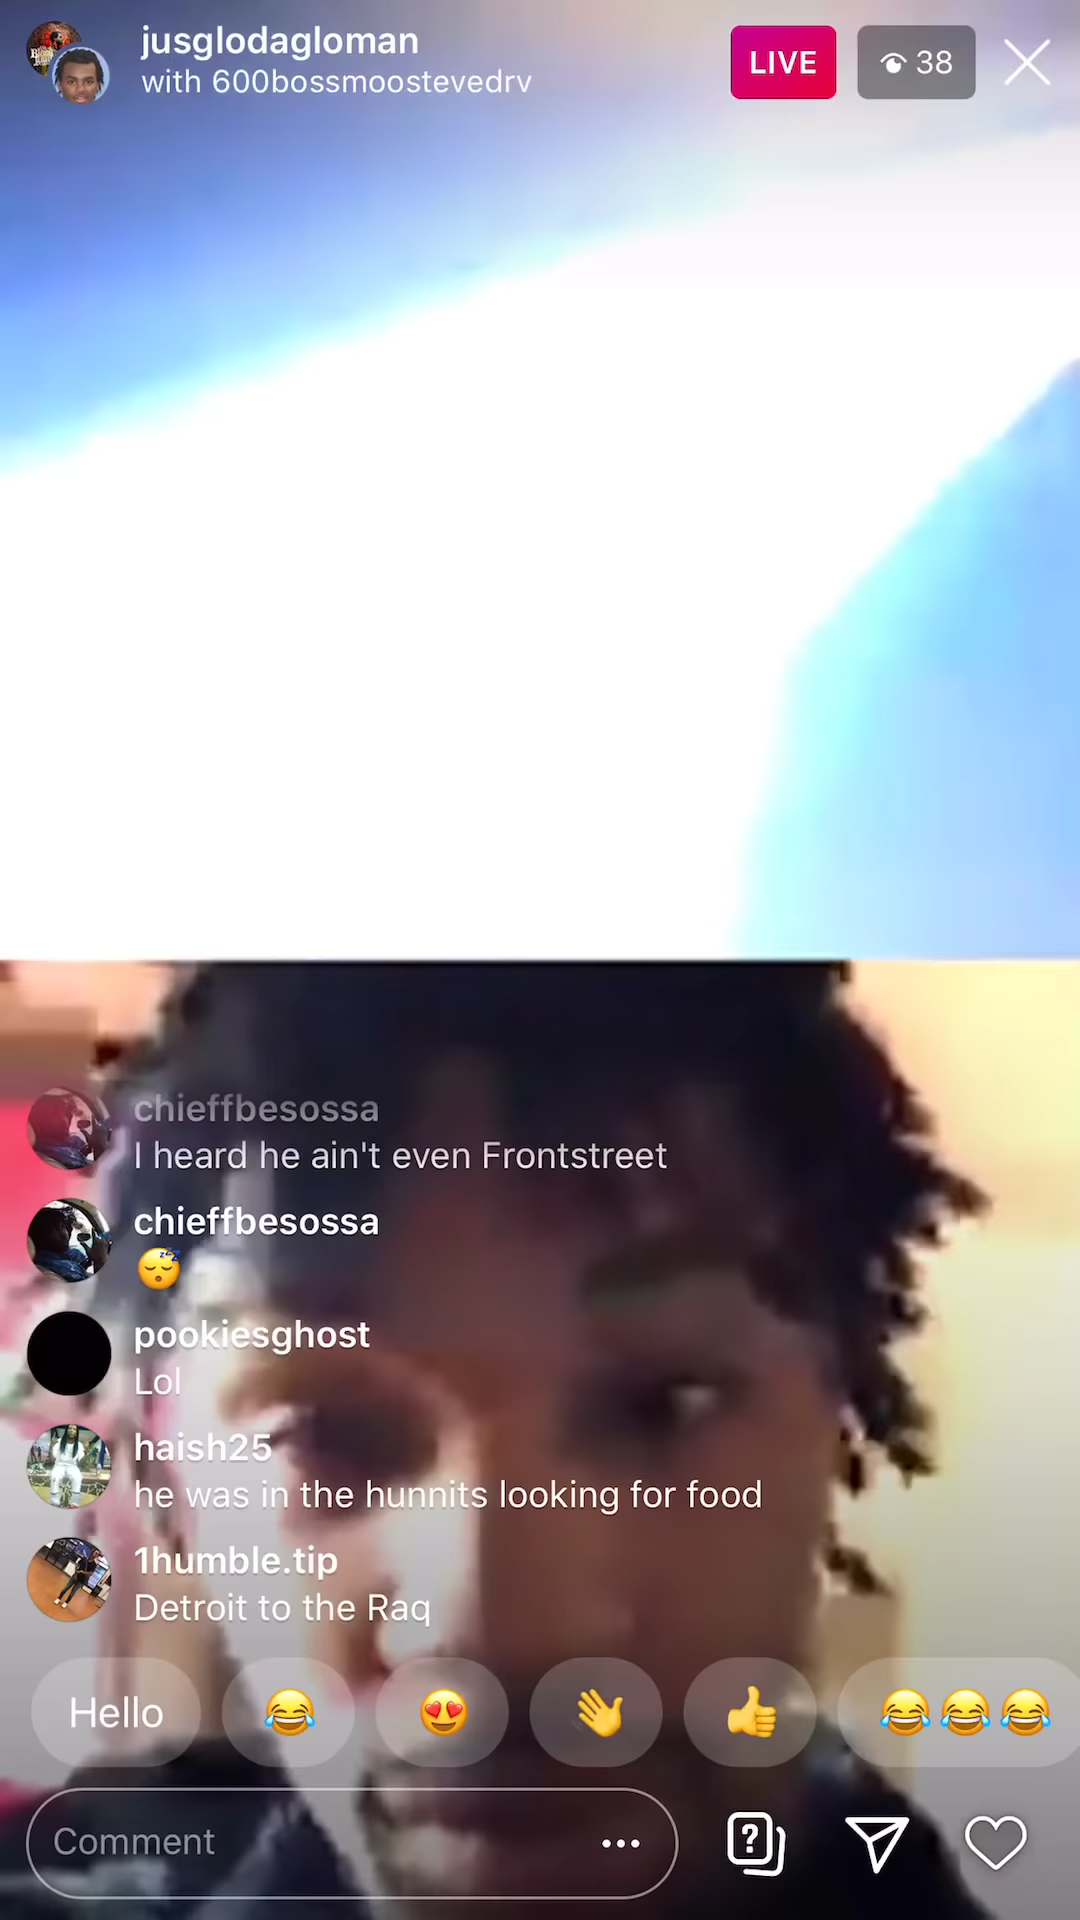 jusglodagloman
with 600bossmoostevedrv
LIVE
38
chieffbesossa
I heard he ain't even Frontstreet
chieffbesossa
😴
pookiesghost
Lol
haish25
he was in the hunnits looking for food
1humble.tip
Detroit to the Raq
Hello 😂 😍 👋 👍 😂 😂 😂
Comment